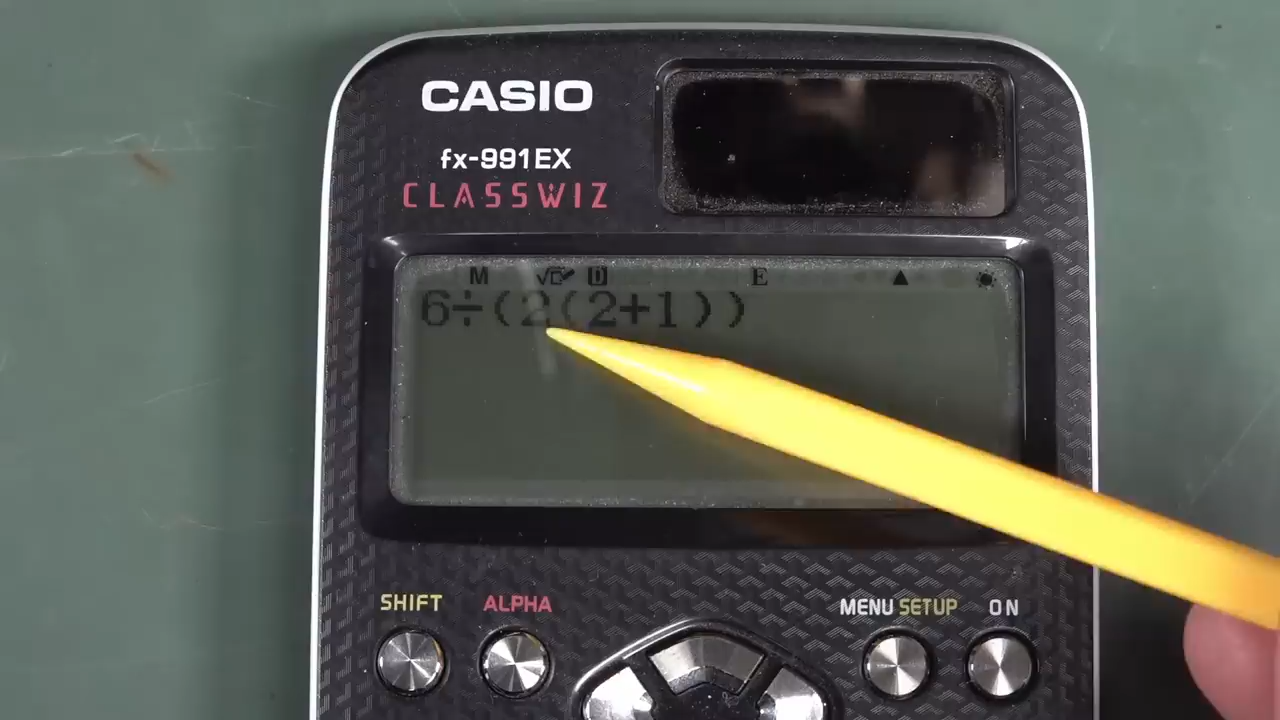 CASIO
fx-991EX
CLASSWIZ
M √□ D E ▲
6÷(2(2+1))
SHIFT ALPHA MENU SETUP ON